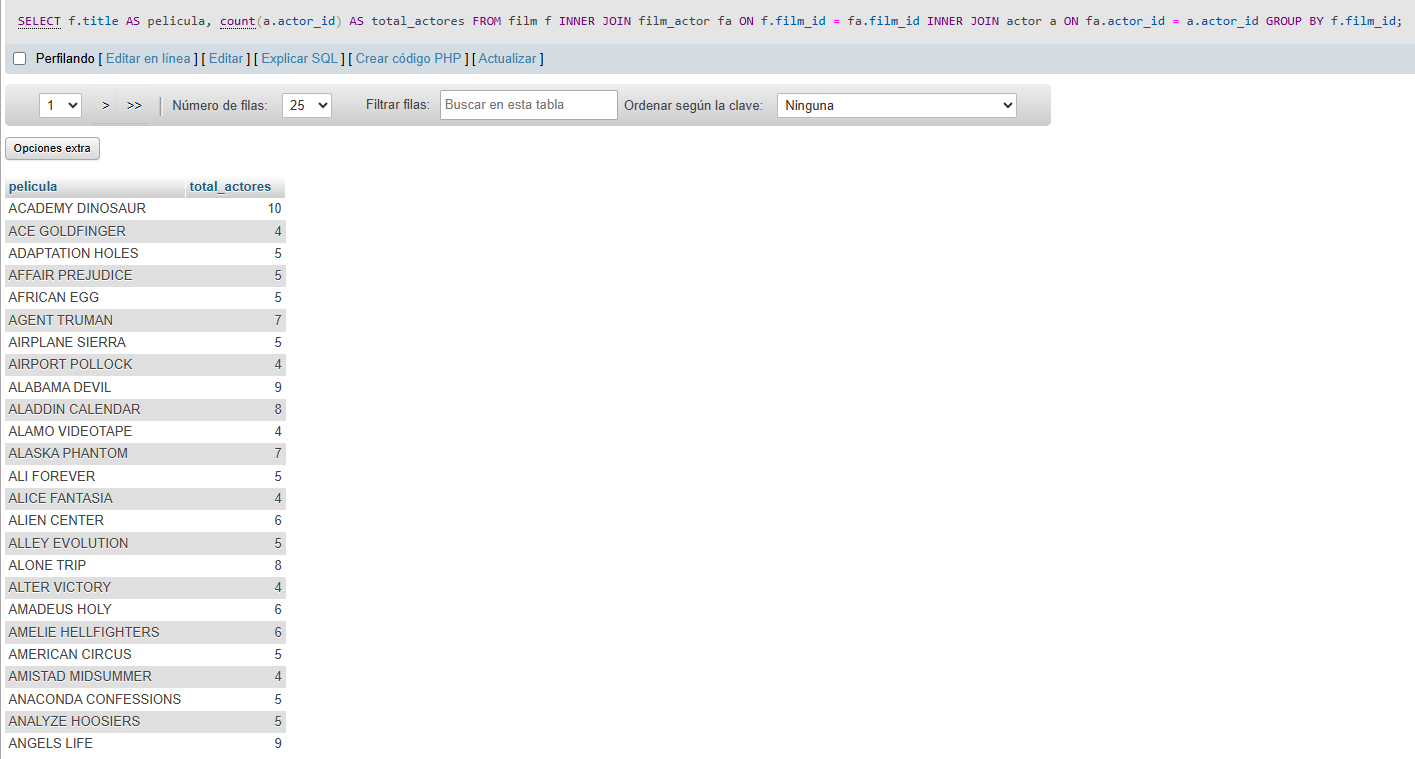 SELECT f.title AS pelicula, count(a.actor_id) AS total_actores FROM film f INNER JOIN film_actor fa ON f.film_id = fa.film_id INNER JOIN actor a ON fa.actor_id = a.actor_id GROUP BY f.film_id;
Perfilando [ Editar en línea ] [ Editar ] [ Explicar SQL ] [ Crear código PHP ] [ Actualizar ]
1 > >> | Número de filas: 25 Filtrar filas: Buscar en esta tabla Ordenar según la clave: Ninguna
Opciones extra
pelicula total_actores
ACADEMY DINOSAUR 10
ACE GOLDFINGER 4
ADAPTATION HOLES 5
AFFAIR PREJUDICE 5
AFRICAN EGG 5
AGENT TRUMAN 7
AIRPLANE SIERRA 5
AIRPORT POLLOCK 4
ALABAMA DEVIL 9
ALADDIN CALENDAR 8
ALAMO VIDEOTAPE 4
ALASKA PHANTOM 7
ALI FOREVER 5
ALICE FANTASIA 4
ALIEN CENTER 6
ALLEY EVOLUTION 5
ALONE TRIP 8
ALTER VICTORY 4
AMADEUS HOLY 6
AMELIE HELLFIGHTERS 6
AMERICAN CIRCUS 5
AMISTAD MIDSUMMER 4
ANACONDA CONFESSIONS 5
ANALYZE HOOSIERS 5
ANGELS LIFE 9